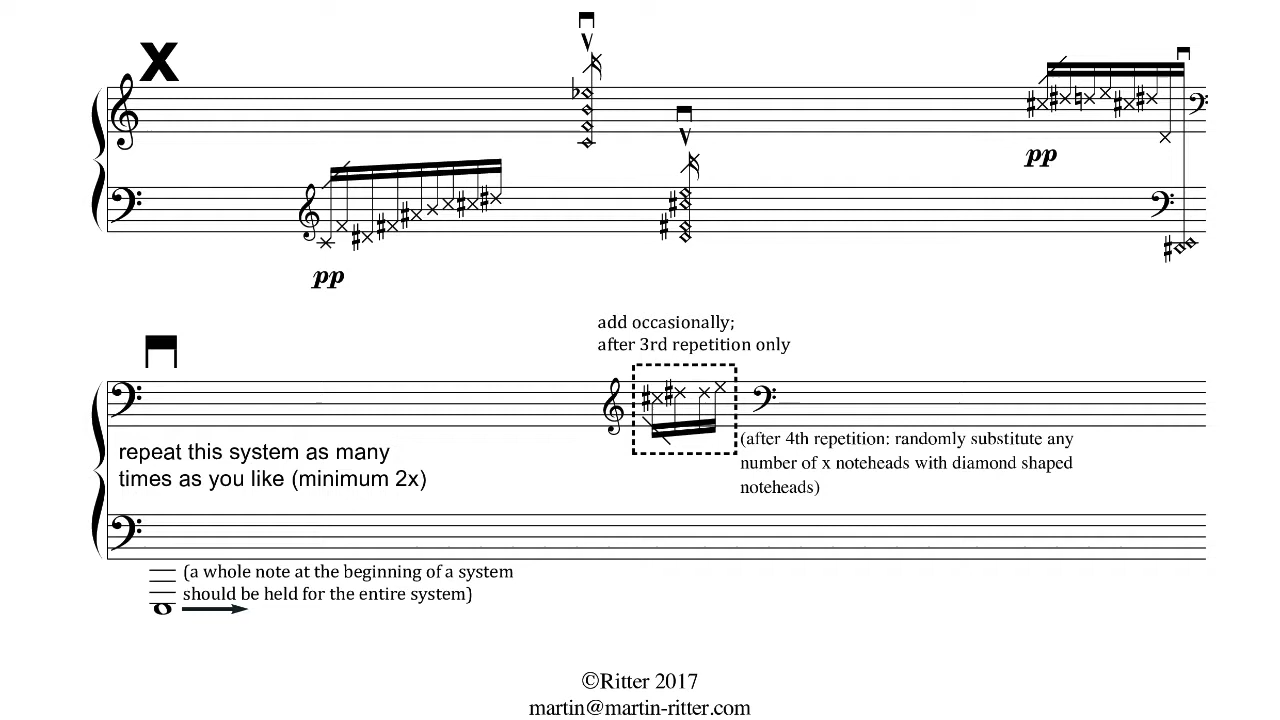 X
pp
pp
add occasionally;
after 3rd repetition only
repeat this system as many
times as you like (minimum 2x)
(after 4th repetition: randomly substitute any
number of x noteheads with diamond shaped
noteheads)
(a whole note at the beginning of a system
should be held for the entire system)
©Ritter 2017
martin@martin-ritter.com